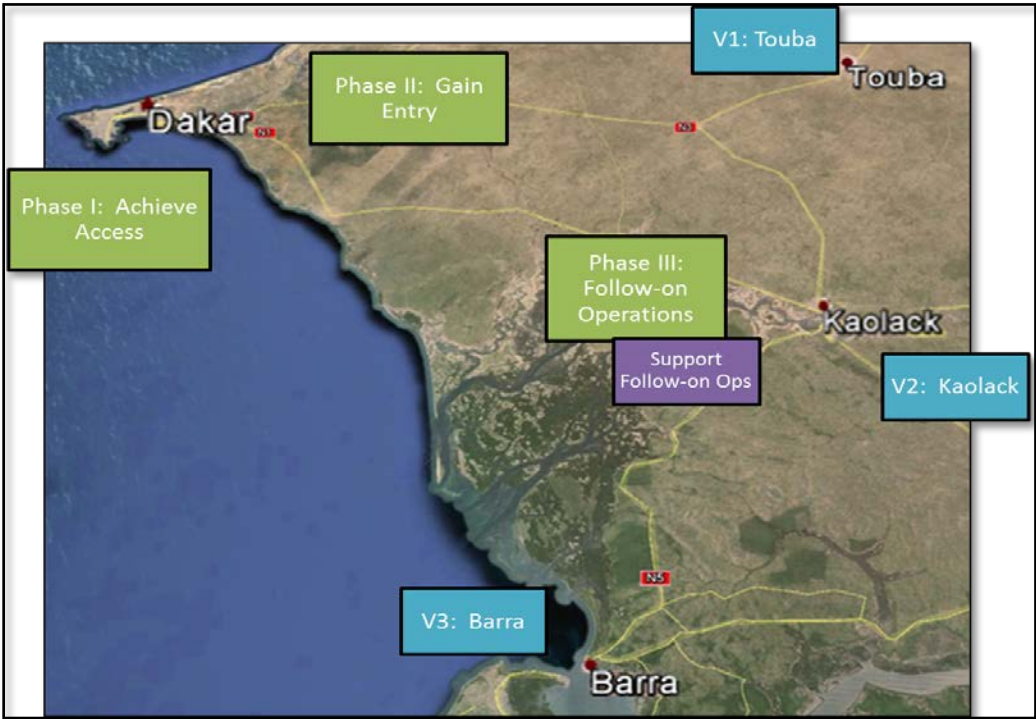 V1: Touba
Touba
Phase II: Gain
Entry
Dakar
N1
N3
Phase I: Achieve
Access
Phase III:
Follow-on
Operations
Kaolack
Support
Follow-on Ops
V2: Kaolack
N5
V3: Barra
Barra